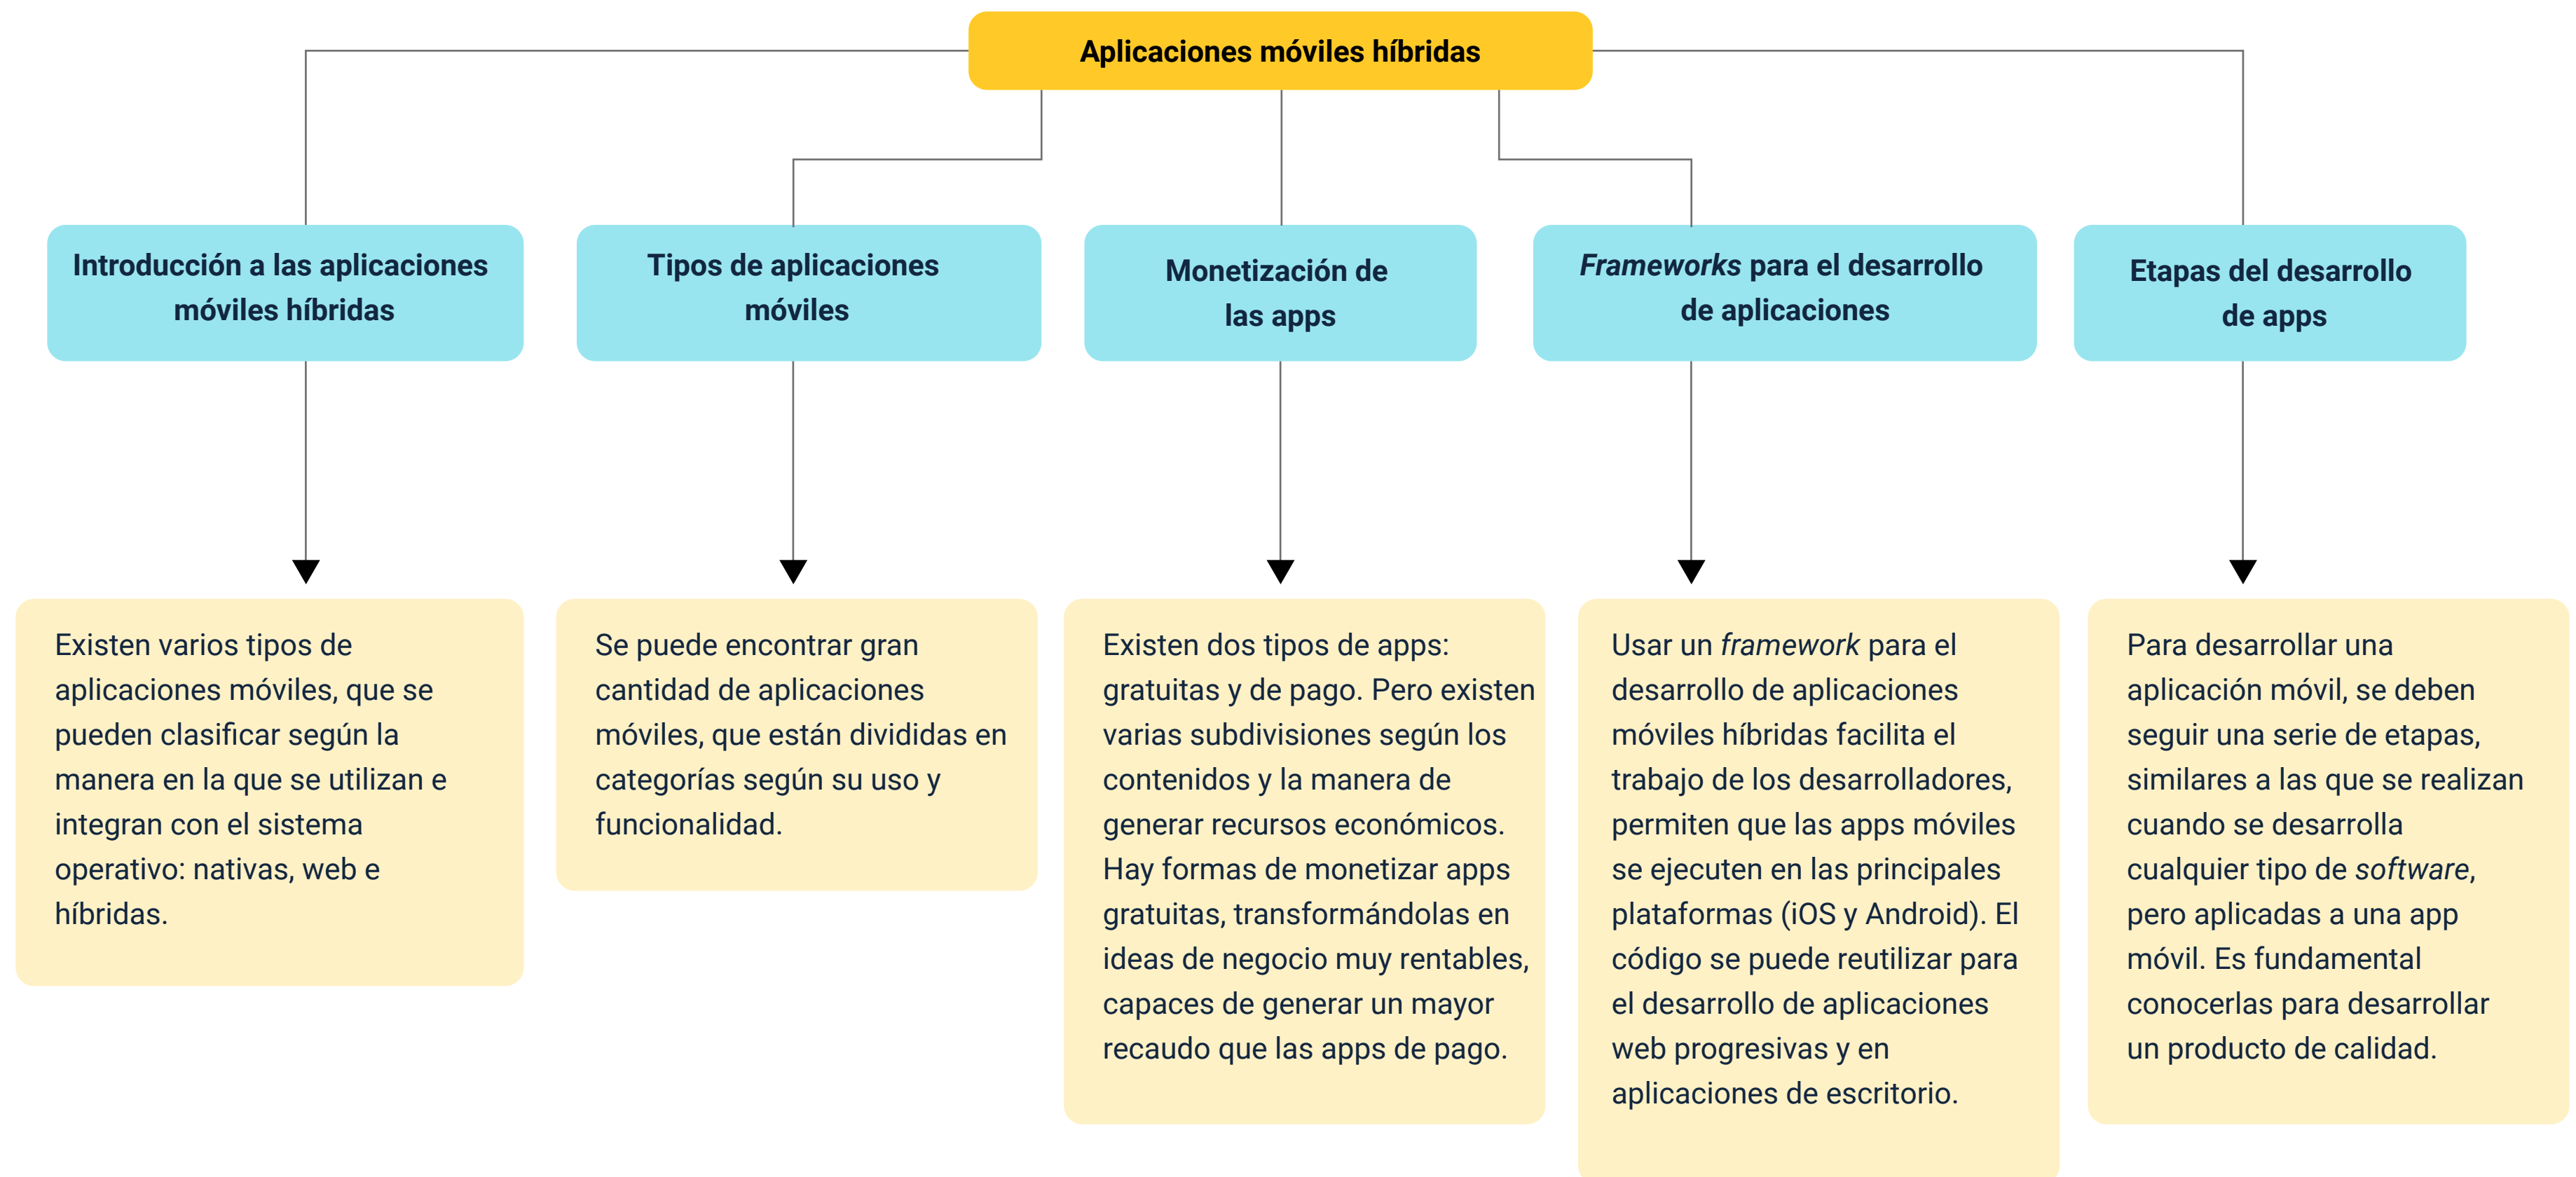 Aplicaciones móviles híbridas
Introducción a las aplicaciones
móviles híbridas
Tipos de aplicaciones
móviles
Monetización de
las apps
Frameworks para el desarrollo
de aplicaciones
Etapas del desarrollo
de apps
Existen varios tipos de
aplicaciones móviles, que se
pueden clasificar según la
manera en la que se utilizan e
integran con el sistema
operativo: nativas, web e
híbridas.
Se puede encontrar gran
cantidad de aplicaciones
móviles, que están divididas en
categorías según su uso y
funcionalidad.
Existen dos tipos de apps:
gratuitas y de pago. Pero existen
varias subdivisiones según los
contenidos y la manera de
generar recursos económicos.
Hay formas de monetizar apps
gratuitas, transformándolas en
ideas de negocio muy rentables,
capaces de generar un mayor
recaudo que las apps de pago.
Usar un framework para el
desarrollo de aplicaciones
móviles híbridas facilita el
trabajo de los desarrolladores,
permiten que las apps móviles
se ejecuten en las principales
plataformas (iOS y Android). El
código se puede reutilizar para
el desarrollo de aplicaciones
web progresivas y en
aplicaciones de escritorio.
Para desarrollar una
aplicación móvil, se deben
seguir una serie de etapas,
similares a las que se realizan
cuando se desarrolla
cualquier tipo de software,
pero aplicadas a una app
móvil. Es fundamental
conocerlas para desarrollar
un producto de calidad.